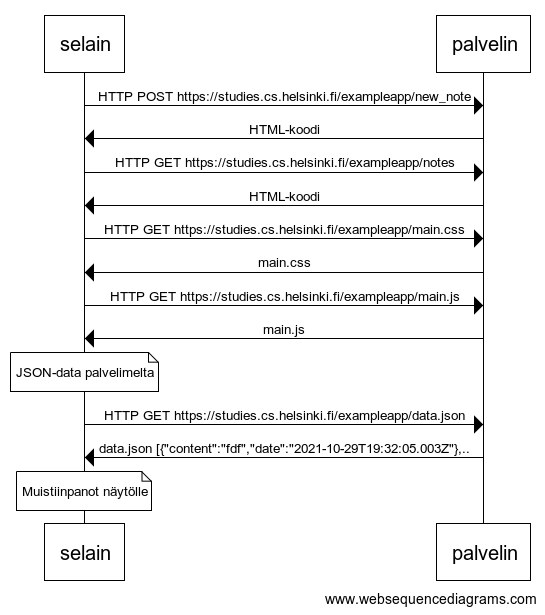 selain palvelin
HTTP POST https://studies.cs.helsinki.fi/exampleapp/new_note
HTML-koodi
HTTP GET https://studies.cs.helsinki.fi/exampleapp/notes
HTML-koodi
HTTP GET https://studies.cs.helsinki.fi/exampleapp/main.css
main.css
HTTP GET https://studies.cs.helsinki.fi/exampleapp/main.js
main.js
JSON-data palvelimelta
HTTP GET https://studies.cs.helsinki.fi/exampleapp/data.json
data.json [{"content":"fdf","date":"2021-10-29T19:32:05.003Z"},..
Muistiinpanot näytölle
selain palvelin
www.websequencediagrams.com